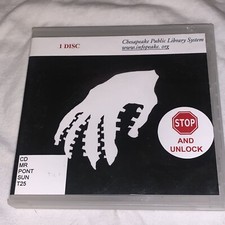 Chesapeake Public Library System
1 DISC
www.infopeake.org
STOP
AND
UNLOCK
CD
MR
PONT
SUN
T25